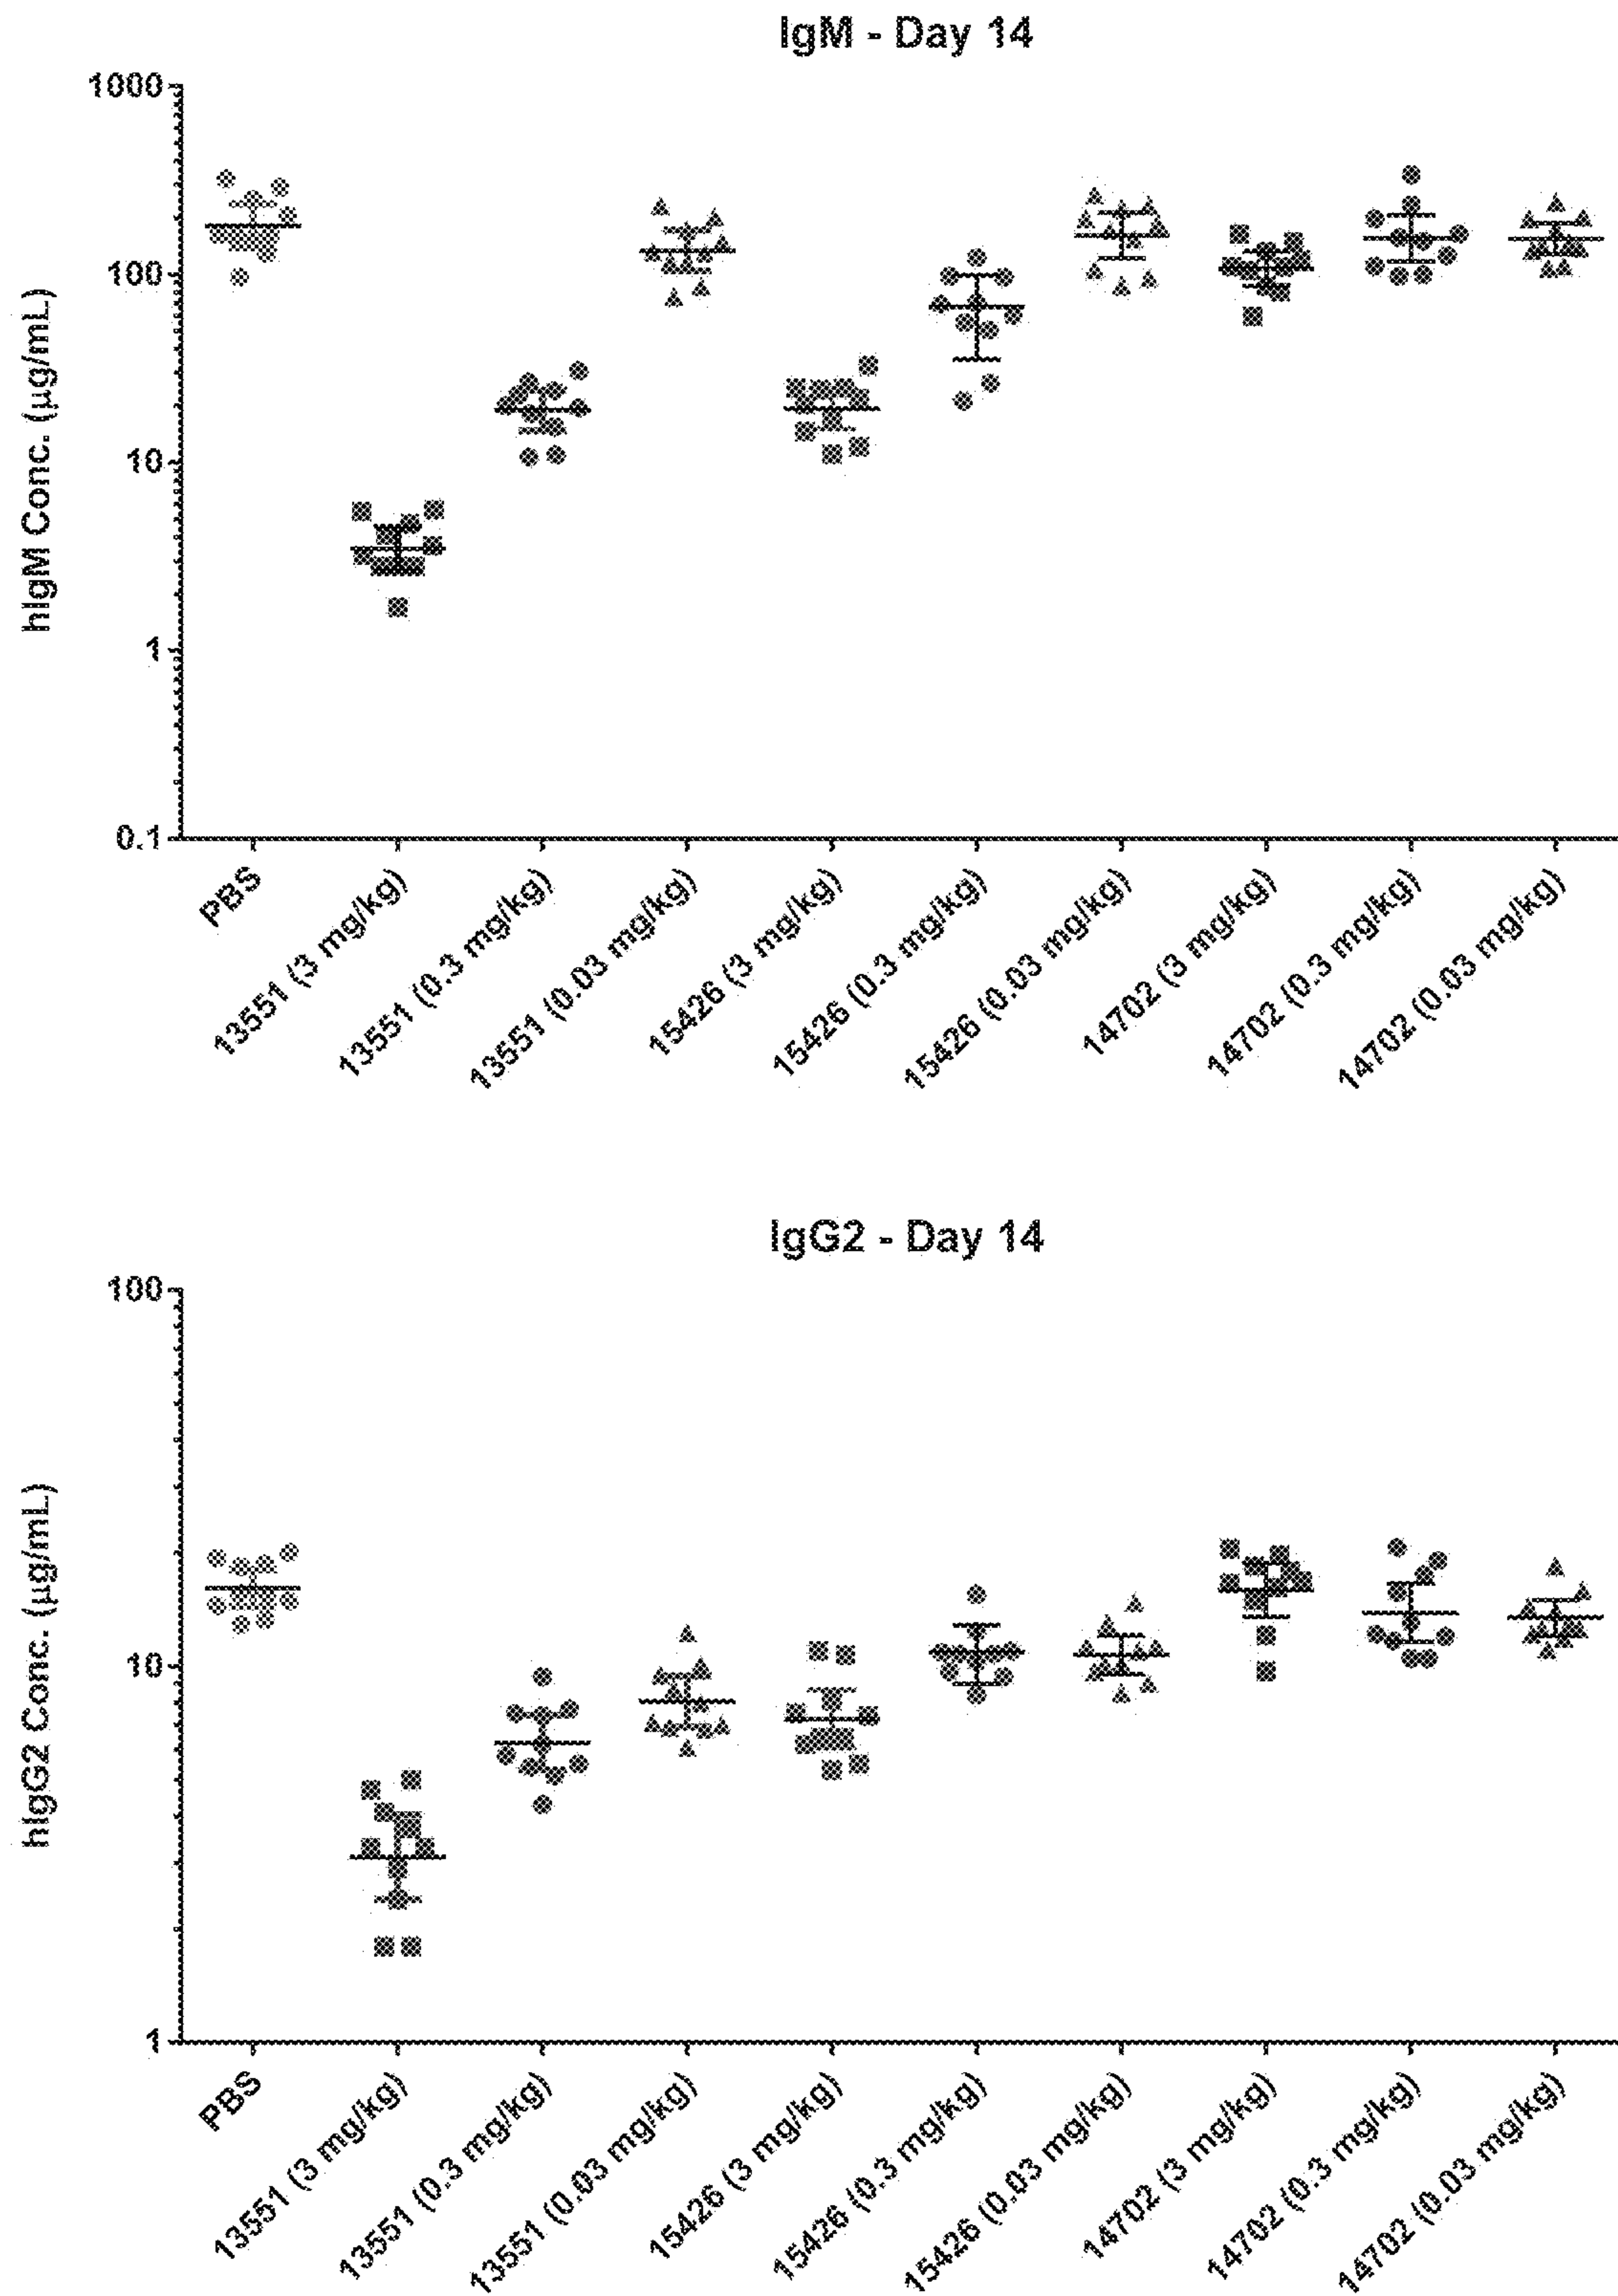 IgM - Day 14
hIgM Conc. (µg/mL)
1000
100
10
1
0.1
PBS
13551 (3 mg/kg)
13551 (0.3 mg/kg)
13551 (0.03 mg/kg)
15426 (3 mg/kg)
15426 (0.3 mg/kg)
15426 (0.03 mg/kg)
14702 (3 mg/kg)
14702 (0.3 mg/kg)
14702 (0.03 mg/kg)
IgG2 - Day 14
hIgG2 Conc. (µg/mL)
100
10
1
PBS
13551 (3 mg/kg)
13551 (0.3 mg/kg)
13551 (0.03 mg/kg)
15426 (3 mg/kg)
15426 (0.3 mg/kg)
15426 (0.03 mg/kg)
14702 (3 mg/kg)
14702 (0.3 mg/kg)
14702 (0.03 mg/kg)